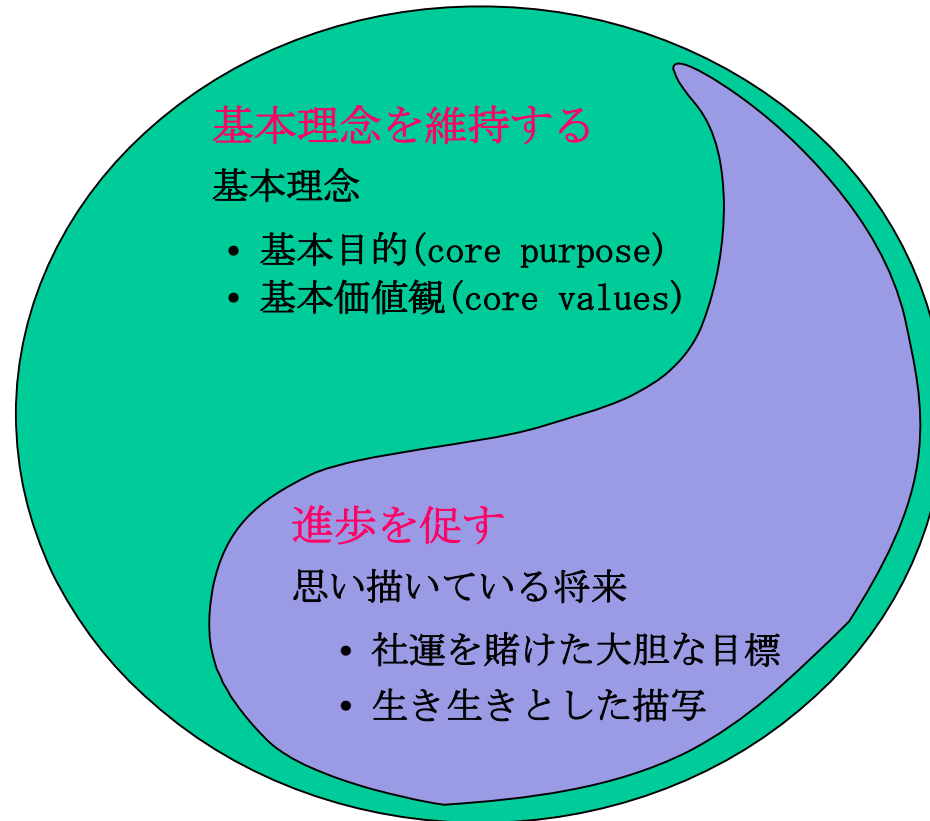 基本理念を維持する
基本理念
• 基本目的(core purpose)
• 基本価値観(core values)
進歩を促す
思い描いている将来
• 社運を賭けた大胆な目標
• 生き生きとした描写